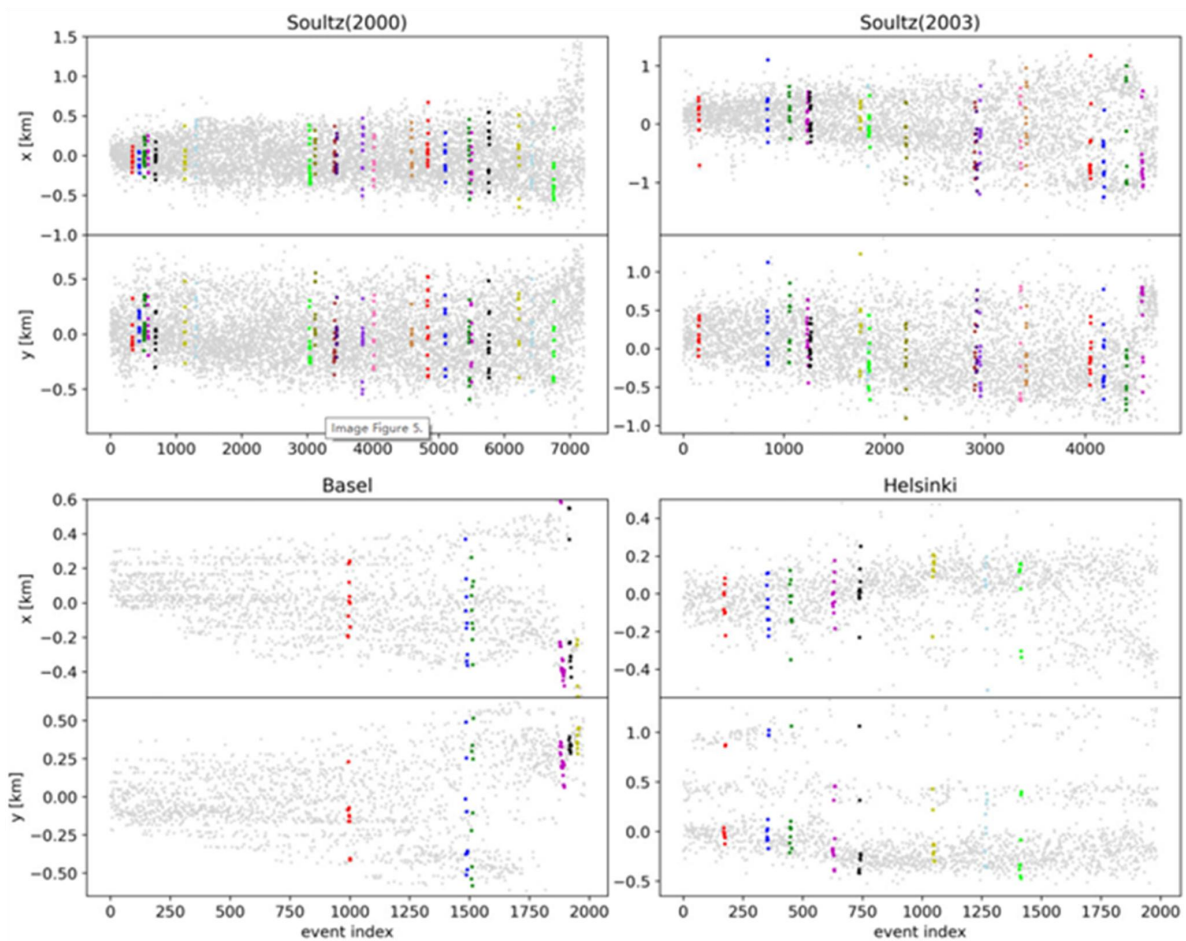 Soultz(2000)
1.5
1.0
0.5
0.0
−0.5
−1.0
x [km]
0.5
0.0
−0.5
y [km]
Image Figure 5.
0 1000 2000 3000 4000 5000 6000 7000
Soultz(2003)
1
0
−1
x [km]
1.0
0.5
0.0
−0.5
−1.0
y [km]
0 1000 2000 3000 4000
Basel
0.6
0.4
0.2
0.0
−0.2
−0.4
x [km]
0.50
0.25
0.00
−0.25
−0.50
y [km]
0 250 500 750 1000 1250 1500 1750 2000
event index
Helsinki
0.4
0.2
0.0
−0.2
−0.4
x [km]
1.0
0.5
0.0
−0.5
y [km]
0 250 500 750 1000 1250 1500 1750 2000
event index